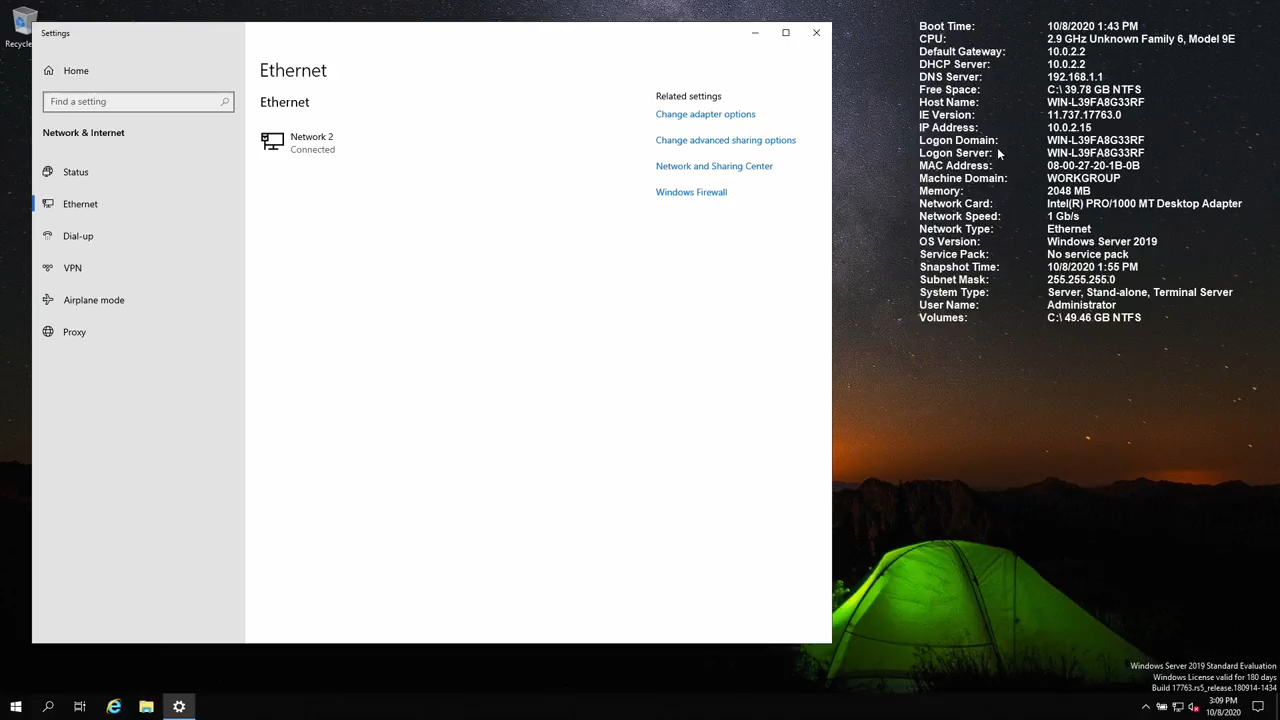 Recycle
Settings
Home
Find a setting
Network & Internet
Status
Ethernet
Dial-up
VPN
Airplane mode
Proxy
Ethernet
Ethernet
Network 2
Connected
Related settings
Change adapter options
Change advanced sharing options
Network and Sharing Center
Windows Firewall
Boot Time: 10/8/2020 1:43 PM
CPU: 2.9 GHz Unknown Family 6, Model 9E
Default Gateway: 10.0.2.2
DHCP Server: 10.0.2.2
DNS Server: 192.168.1.1
Free Space: C:\ 39.78 GB NTFS
Host Name: WIN-L39FA8G33RF
IE Version: 11.737.17763.0
IP Address: 10.0.2.15
Logon Domain: WIN-L39FA8G33RF
Logon Server: WIN-L39FA8G33RF
MAC Address: 08-00-27-2C-D8-0B
Machine Domain: WORKGROUP
Memory: 2048 MB
Network Card: Intel(R) PRO/1000 MT Desktop Adapter
Network Speed: 1 Gb/s
Network Type: Ethernet
OS Version: Windows Server 2019
Service Pack: No service pack
Snapshot Time: 10/8/2020 1:55 PM
Subnet Mask: 255.255.255.0
System Type: Server, Stand-alone, Terminal Server
User Name: Administrator
Volumes: C:\ 49.46 GB NTFS
Windows Server 2019 Standard Evaluation
Windows License valid for 180 days
Build 17763.rs5_release.180914-1434
3:09 PM
10/8/2020